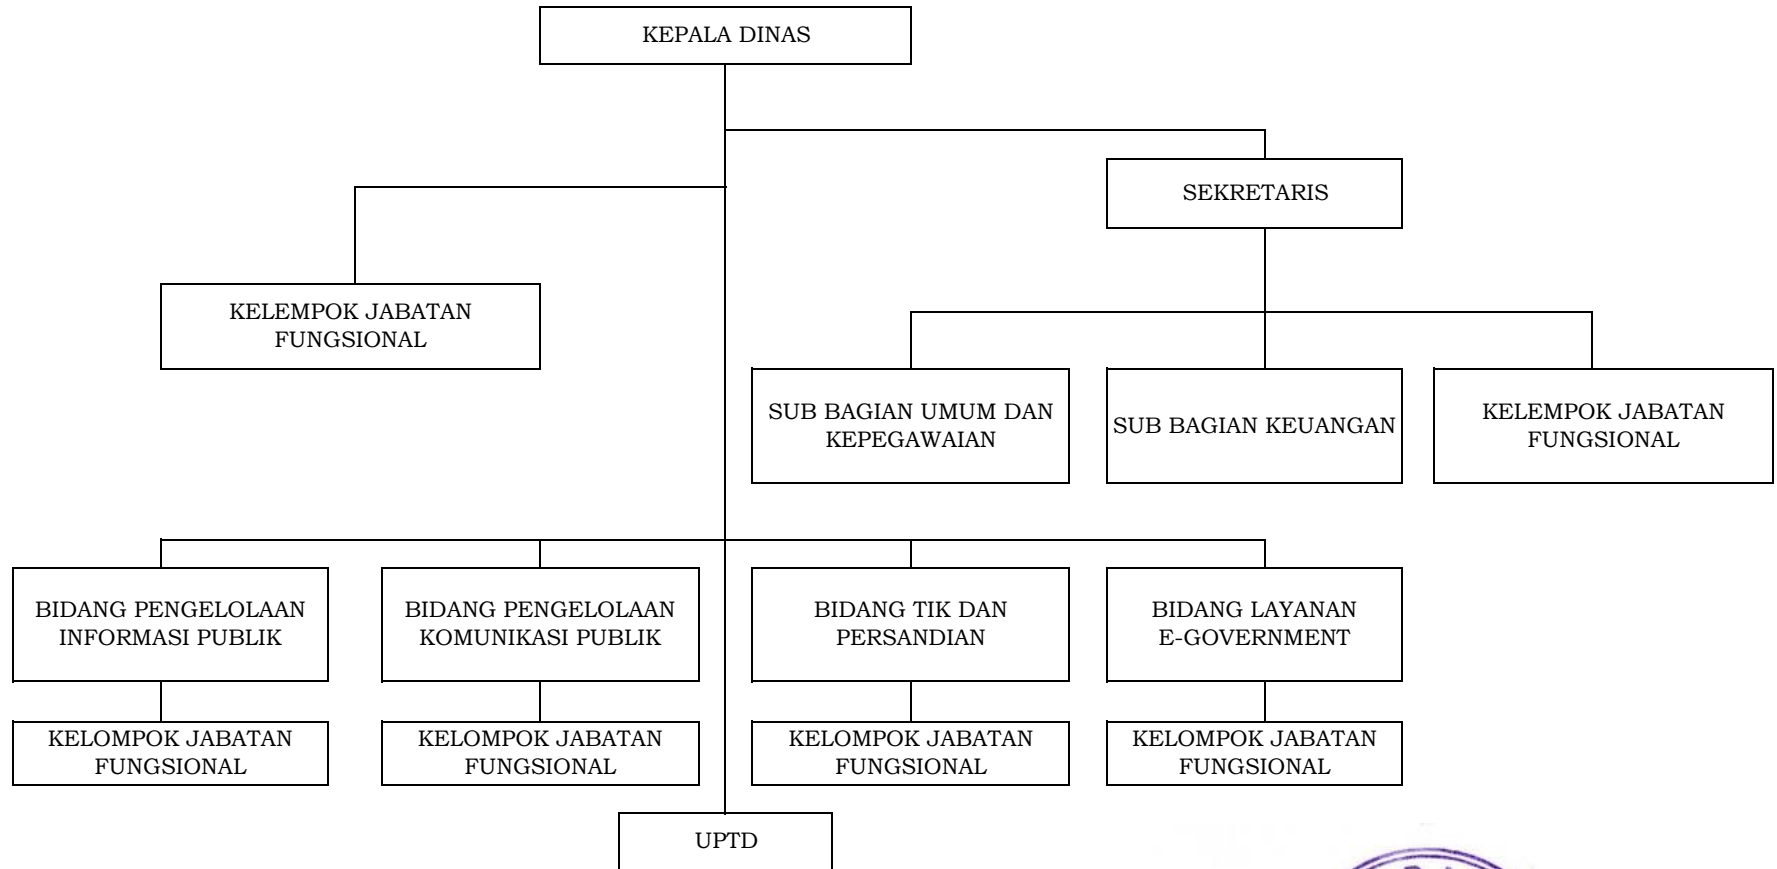 KEPALA DINAS
SEKRETARIS
KELEMPOK JABATAN
FUNGSIONAL
SUB BAGIAN UMUM DAN
KEPEGAWAIAN
SUB BAGIAN KEUANGAN
KELEMPOK JABATAN
FUNGSIONAL
BIDANG PENGELOLAAN
INFORMASI PUBLIK
BIDANG PENGELOLAAN
KOMUNIKASI PUBLIK
BIDANG TIK DAN
PERSANDIAN
BIDANG LAYANAN
E-GOVERNMENT
KELOMPOK JABATAN
FUNGSIONAL
KELOMPOK JABATAN
FUNGSIONAL
KELOMPOK JABATAN
FUNGSIONAL
KELOMPOK JABATAN
FUNGSIONAL
UPTD